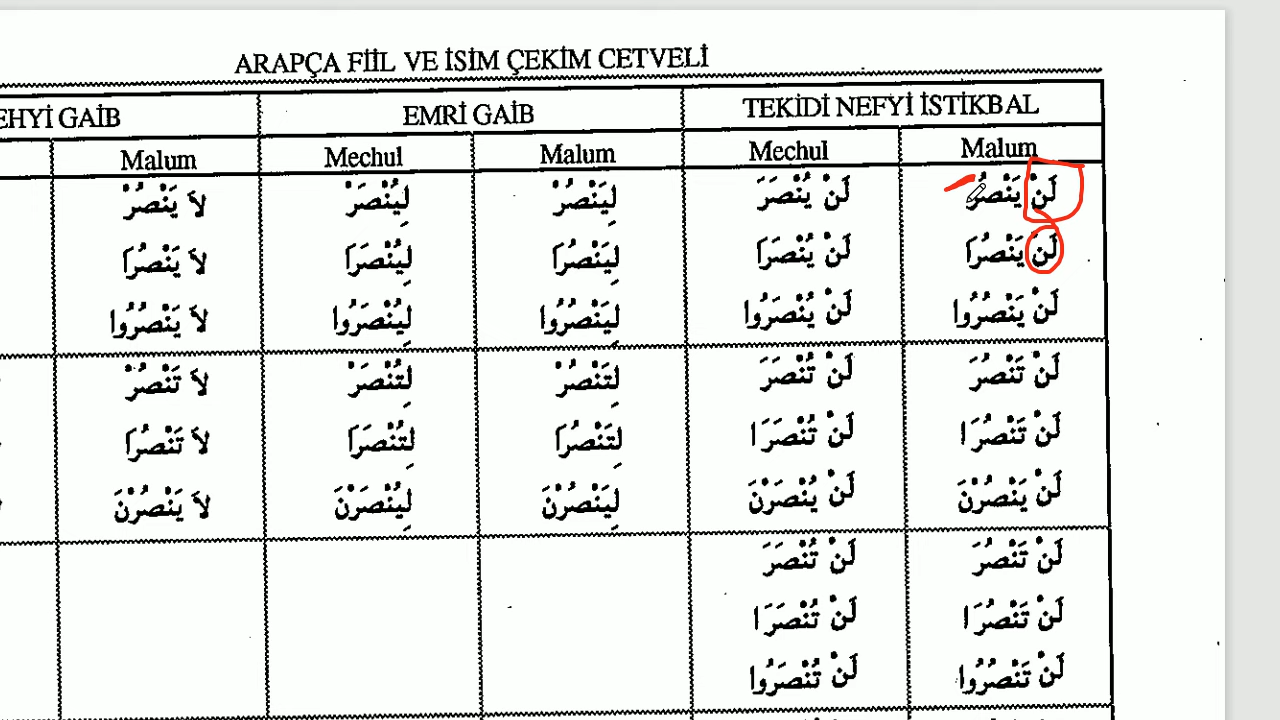 ARAPÇA FİİL VE İSİM ÇEKİM CETVELİ
TEKİDİ NEFYİ İSTİKBAL EMRİ GAİB EHYİ GAİB
Malum Mechul Malum Mechul Malum
لَنْ يَنْصُرَ لَنْ يُنْصَرَ لِيَنْصُرْ لِيُنْصَرْ لاَ يَنْصُرْ
لَنْ يَنْصُرَا لَنْ يُنْصَرَا لِيَنْصُرَا لِيُنْصَرَا لاَ يَنْصُرَا
لَنْ يَنْصُرُوا لَنْ يُنْصَرُوا لِيَنْصُرُوا لِيُنْصَرُوا لاَ يَنْصُرُوا
لَنْ تَنْصُرَ لَنْ تُنْصَرَ لِتَنْصُرْ لِتُنْصَرْ لاَ تَنْصُرْ
لَنْ تَنْصُرَا لَنْ تُنْصَرَا لِتَنْصُرَا لِتُنْصَرَا لاَ تَنْصُرَا
لَنْ يَنْصُرْنَ لَنْ يُنْصَرْنَ لِيَنْصُرْنَ لِيُنْصَرْنَ لاَ يَنْصُرْنَ
لَنْ تَنْصُرَ لَنْ تُنْصَرَ
لَنْ تَنْصُرَا لَنْ تُنْصَرَا
لَنْ تَنْصُرُوا لَنْ تُنْصَرُوا